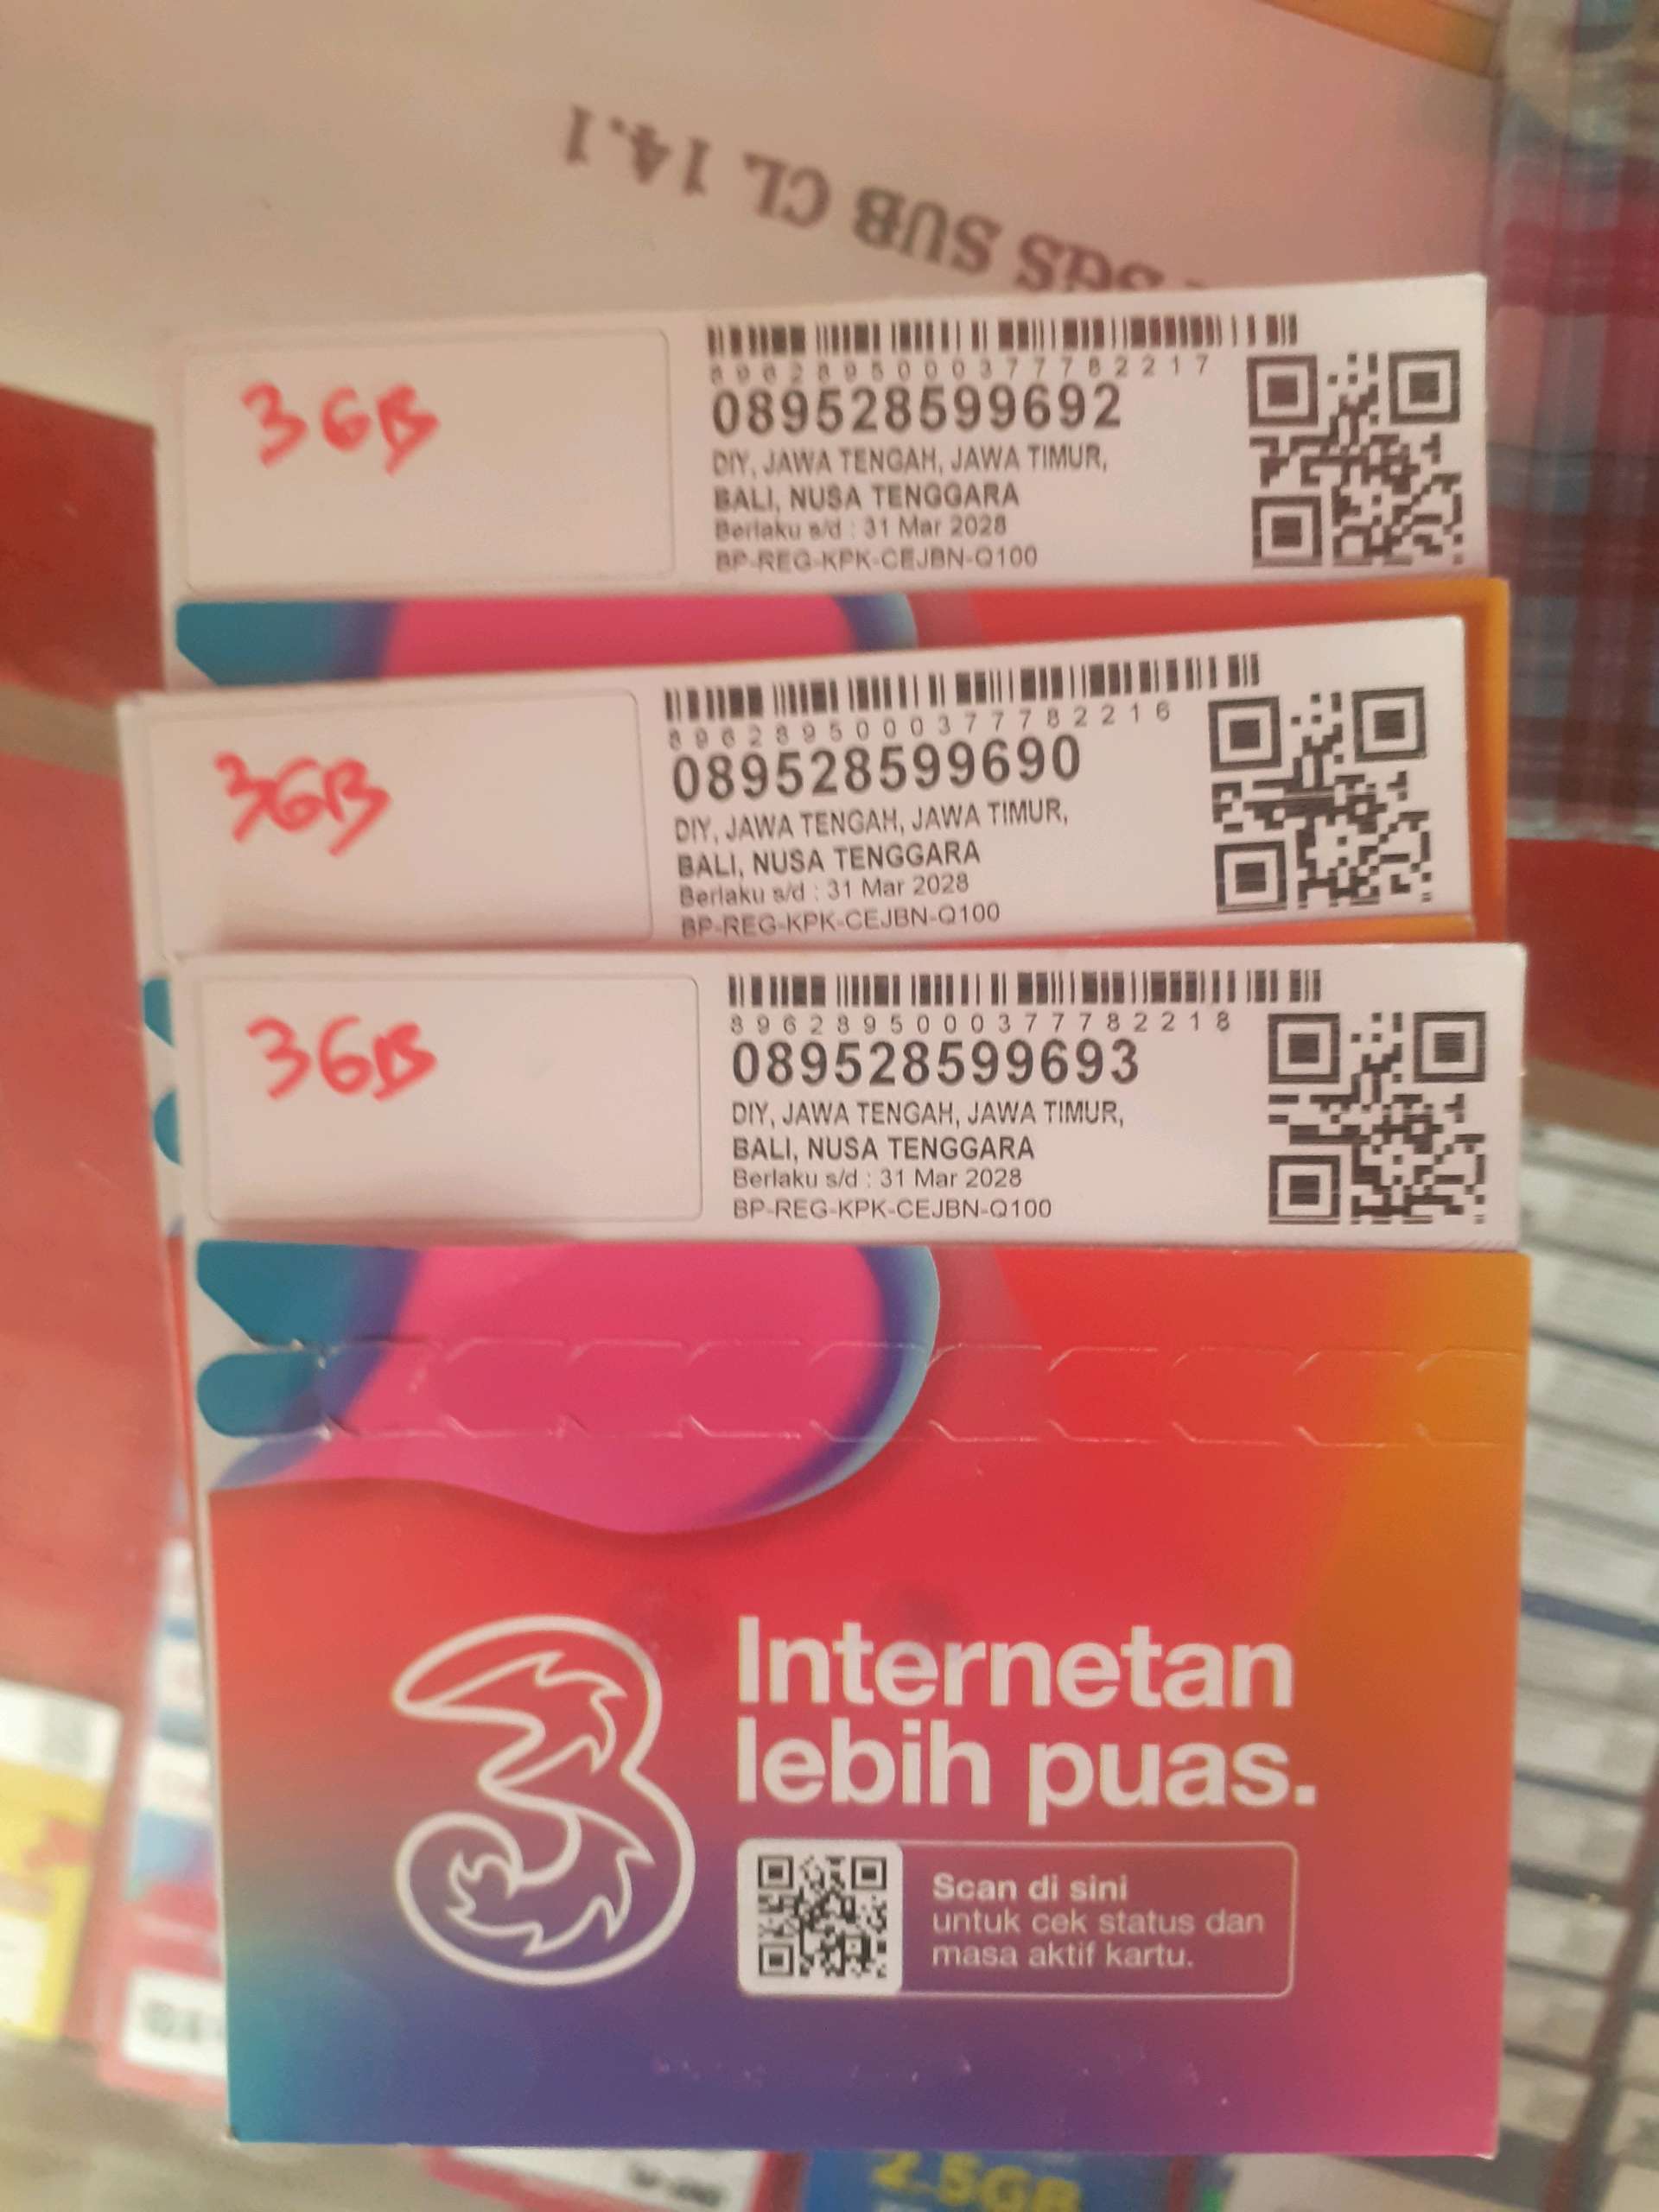 SGS SUB CL 14.1
3GB
8962895000377782217
089528599692
DIY, JAWA TENGAH, JAWA TIMUR,
BALI, NUSA TENGGARA
Berlaku s/d : 31 Mar 2028
BP-REG-KPK-CEJBN-Q100
3GB
8962895000377782216
089528599690
DIY, JAWA TENGAH, JAWA TIMUR,
BALI, NUSA TENGGARA
Berlaku s/d : 31 Mar 2028
BP-REG-KPK-CEJBN-Q100
3GB
8962895000377782218
089528599693
DIY, JAWA TENGAH, JAWA TIMUR,
BALI, NUSA TENGGARA
Berlaku s/d : 31 Mar 2028
BP-REG-KPK-CEJBN-Q100
3
Internetan
lebih puas.
Scan di sini
untuk cek status dan
masa aktif kartu.
2.5GB